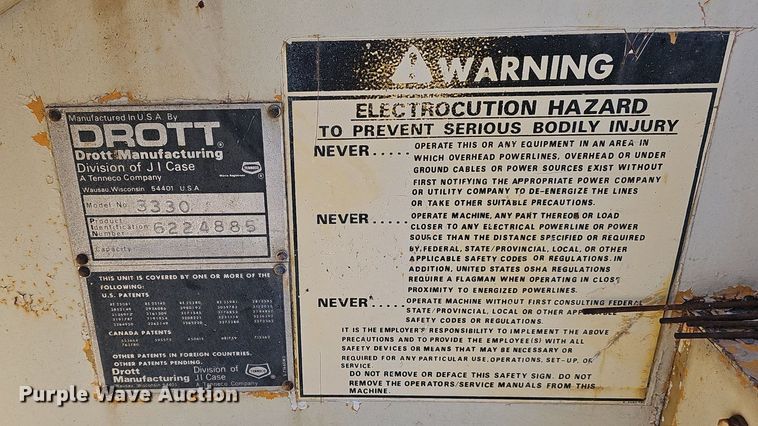 Manufactured In U.S.A. By
DROTT
Drott Manufacturing
Division of J I Case
A Tenneco Company
Wausau, Wisconsin 54401 U.S.A.
TENNECO
Model No. 3330
Product
Identification 6224885
Number
Capacity
THIS UNIT IS COVERED BY ONE OR MORE OF THE
FOLLOWING:
U.S. PATENTS
CANADA PATENTS
OTHER PATENTS IN FOREIGN COUNTRIES.
OTHER PATENTS PENDING.
Drott Division of
Manufacturing J I Case
A Tenneco Company
TENNECO
WARNING
ELECTROCUTION HAZARD
TO PREVENT SERIOUS BODILY INJURY
NEVER..... OPERATE THIS OR ANY EQUIPMENT IN AN AREA IN
WHICH OVERHEAD POWERLINES, OVERHEAD OR UNDER
GROUND CABLES OR POWER SOURCES EXIST WITHOUT
FIRST NOTIFYING THE APPROPRIATE POWER COMPANY
OR UTILITY COMPANY TO DE-ENERGIZE THE LINES
OR TAKE OTHER SUITABLE PRECAUTIONS.
NEVER..... OPERATE MACHINE, ANY PART THEREOF OR LOAD
CLOSER TO ANY ELECTRICAL POWERLINE OR POWER
SOURCE THAN THE DISTANCE SPECIFIED OR REQUIRED
BY, FEDERAL, STATE/PROVINCIAL, LOCAL, OR OTHER
APPLICABLE SAFETY CODES OR REGULATIONS. IN
ADDITION, UNITED STATES OSHA REGULATIONS
REQUIRE A FLAGMAN WHEN OPERATING IN CLOSE
PROXIMITY TO ENERGIZED POWERLINES.
NEVER..... OPERATE MACHINE WITHOUT FIRST CONSULTING FEDERAL
STATE/PROVINCIAL, LOCAL OR OTHER
SAFETY CODES OR REGULATIONS.
IT IS THE EMPLOYER'S RESPONSIBILITY TO IMPLEMENT THE ABOVE
PRECAUTIONS AND TO PROVIDE THE EMPLOYEE(S) WITH ALL
SAFETY DEVICES OR MEANS THAT MAY BE NECESSARY OR
REQUIRED FOR ANY PARTICULAR USE, OPERATIONS, SET-UP, OR
SERVICE.
DO NOT REMOVE OR DEFACE THIS SAFETY SIGN. DO NOT
REMOVE THE OPERATORS/SERVICE MANUALS FROM THIS
MACHINE.
Purple Wave Auction